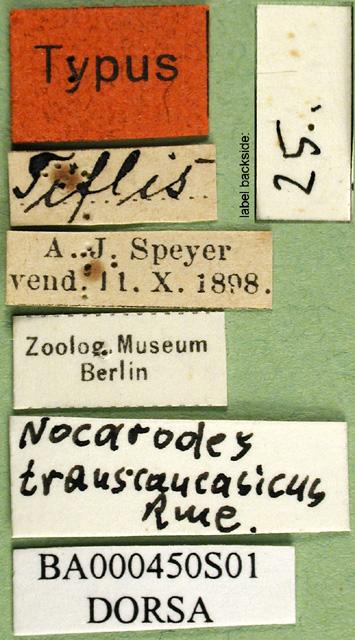 Typus
Tiflis
A. J. Speyer
vend. 11. X. 1898.
Zoolog. Museum
Berlin
Nocarodes
transcaucasicus
Rme.
BA000450S01
DORSA
label backside:
25.